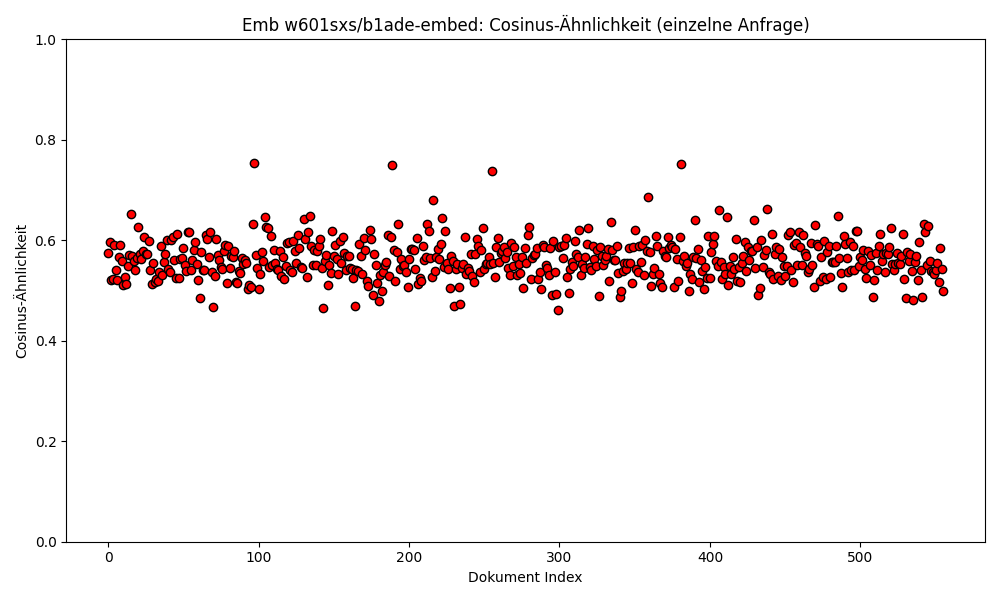 Emb w601sxs/b1ade-embed: Cosinus-Ähnlichkeit (einzelne Anfrage)
1.0
0.8
0.6
0.4
0.2
0.0
Cosinus-Ähnlichkeit
0 100 200 300 400 500
Dokument Index